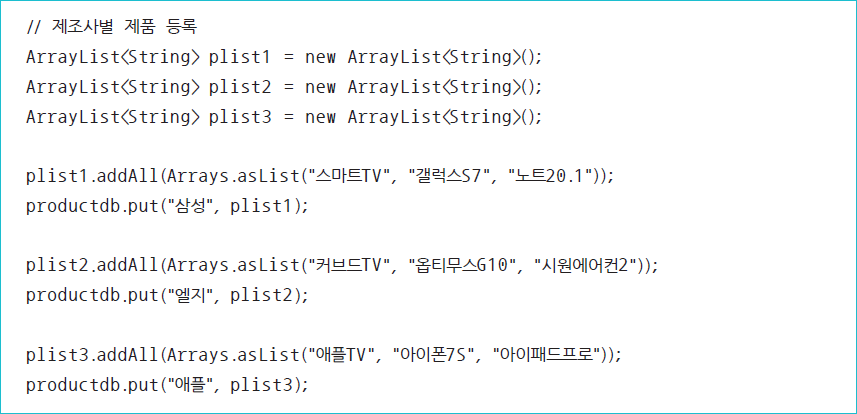 // 제조사별 제품 등록
ArrayList<String> plist1 = new ArrayList<String>();
ArrayList<String> plist2 = new ArrayList<String>();
ArrayList<String> plist3 = new ArrayList<String>();
plist1.addAll(Arrays.asList("스마트TV", "갤럭스S7", "노트20.1"));
productdb.put("삼성", plist1);
plist2.addAll(Arrays.asList("커브드TV", "옵티무스G10", "시원에어컨2"));
productdb.put("엘지", plist2);
plist3.addAll(Arrays.asList("애플TV", "아이폰7S", "아이패드프로"));
productdb.put("애플", plist3);